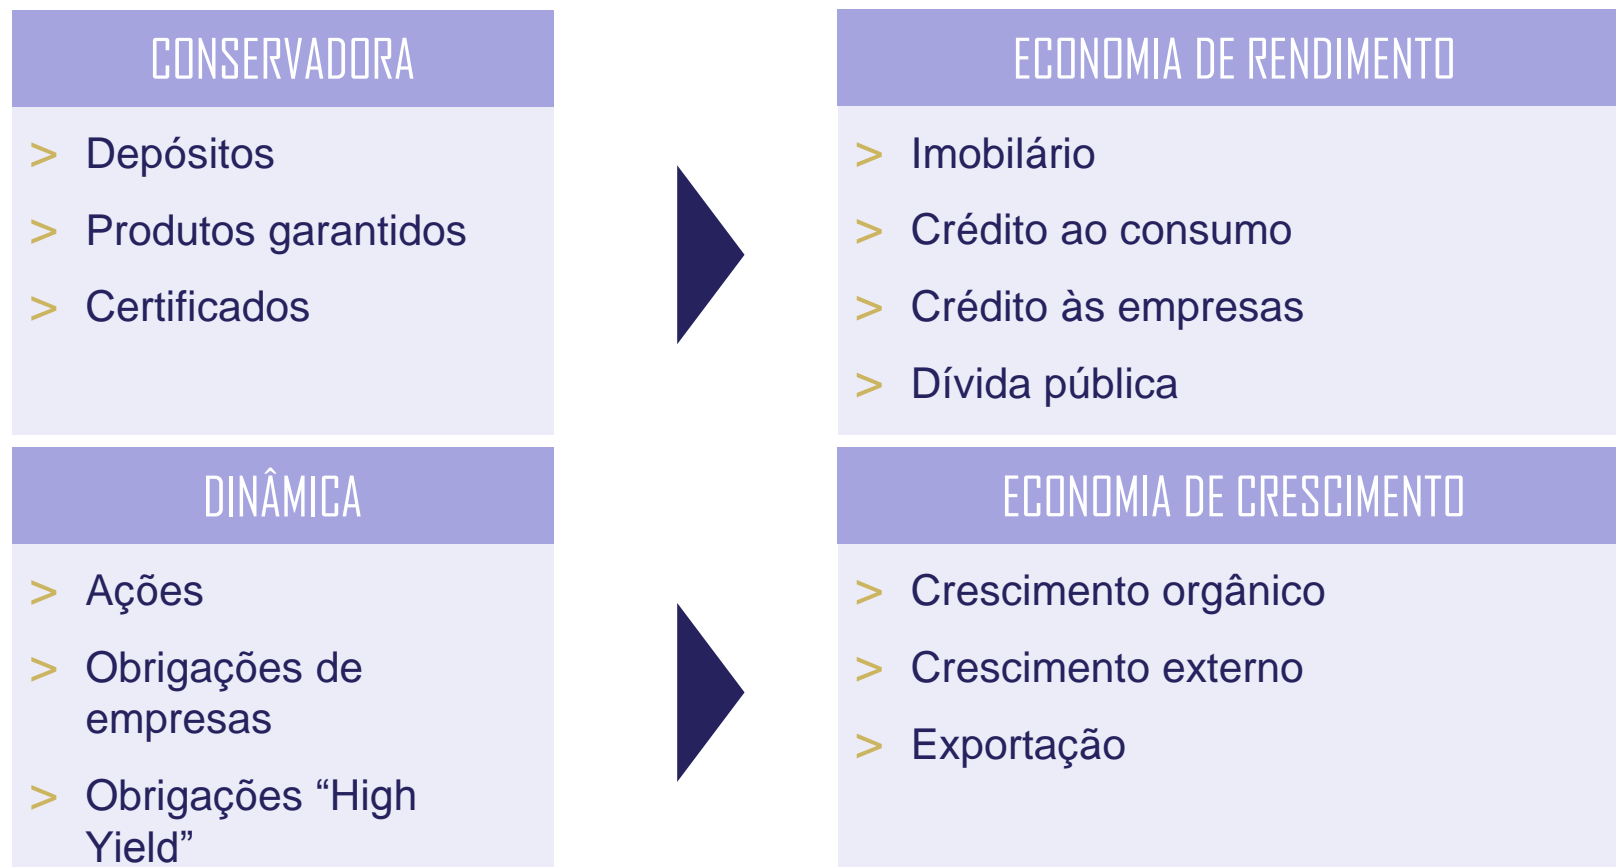 CONSERVADORA
> Depósitos
> Produtos garantidos
> Certificados
ECONOMIA DE RENDIMENTO
> Imobilário
> Crédito ao consumo
> Crédito às empresas
> Dívida pública
DINÂMICA
> Ações
> Obrigações de
empresas
> Obrigações “High
Yield”
ECONOMIA DE CRESCIMENTO
> Crescimento orgânico
> Crescimento externo
> Exportação